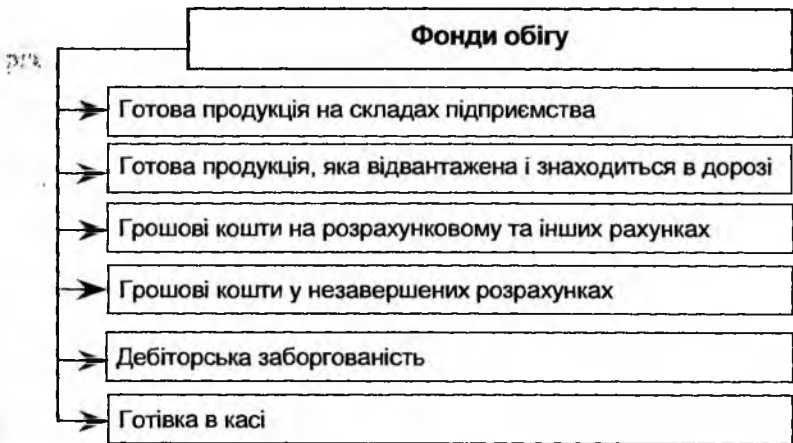 Фонди обігу
Готова продукція на складах підприємства
Готова продукція, яка відвантажена і знаходиться в дорозі
Грошові кошти на розрахунковому та інших рахунках
Грошові кошти у незавершених розрахунках
Дебіторська заборгованість
Готівка в касі